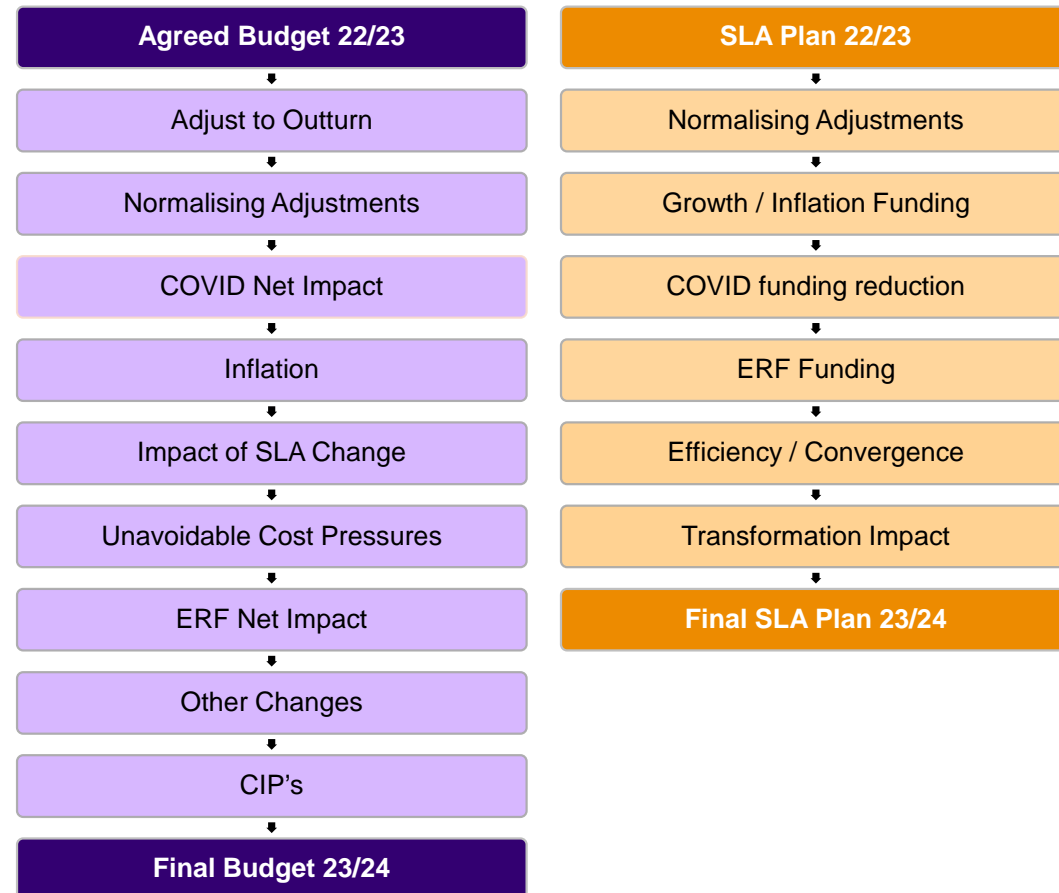 Agreed Budget 22/23
Adjust to Outturn
Normalising Adjustments
COVID Net Impact
Inflation
Impact of SLA Change
Unavoidable Cost Pressures
ERF Net Impact
Other Changes
CIP's
Final Budget 23/24
SLA Plan 22/23
Normalising Adjustments
Growth / Inflation Funding
COVID funding reduction
ERF Funding
Efficiency / Convergence
Transformation Impact
Final SLA Plan 23/24